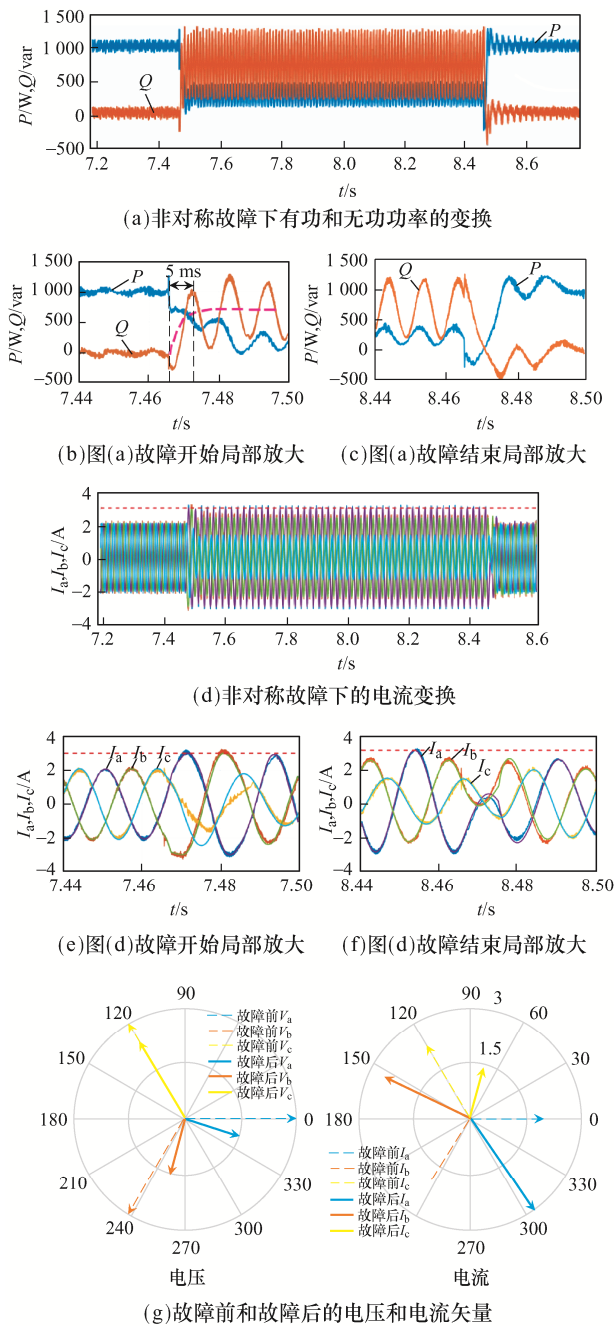 1 500
1 000
500
0
−500
P/W,Q/var
P
Q
7.2 7.4 7.5 7.7 7.8 8.0 8.2 8.4 8.6
t/s
(a)非对称故障下有功和无功功率的变换
1 500
1 000
500
0
−500
P/W,Q/var
P
5 ms
Q
7.44 7.46 7.48 7.50
t/s
(b)图(a)故障开始局部放大
1 500
1 000
500
0
−500
P/W,Q/var
Q
P
8.44 8.46 8.48 8.50
t/s
(c)图(a)故障结束局部放大
4
2
0
−2
−4
Ia,Ib,Ic/A
7.2 7.4 7.5 7.7 7.8 8.0 8.2 8.4 8.6
t/s
(d)非对称故障下的电流变换
4
2
0
−2
−4
Ia,Ib,Ic/A
Ia Ib Ic
7.44 7.46 7.48 7.50
t/s
(e)图(d)故障开始局部放大
4
2
0
−2
−4
Ia,Ib,Ic/A
Ia
Ib
Ic
8.44 8.46 8.48 8.50
t/s
(f)图(d)故障结束局部放大
90
120
150
180
210
240
270
300
330
0
故障前Va
故障前Vb
故障前Vc
故障后Va
故障后Vb
故障后Vc
电压
90
3
120
60
1.5
150
30
180
0
330
300
270
故障前Ia
故障前Ib
故障前Ic
故障后Ia
故障后Ib
故障后Ic
电流
(g)故障前和故障后的电压和电流矢量